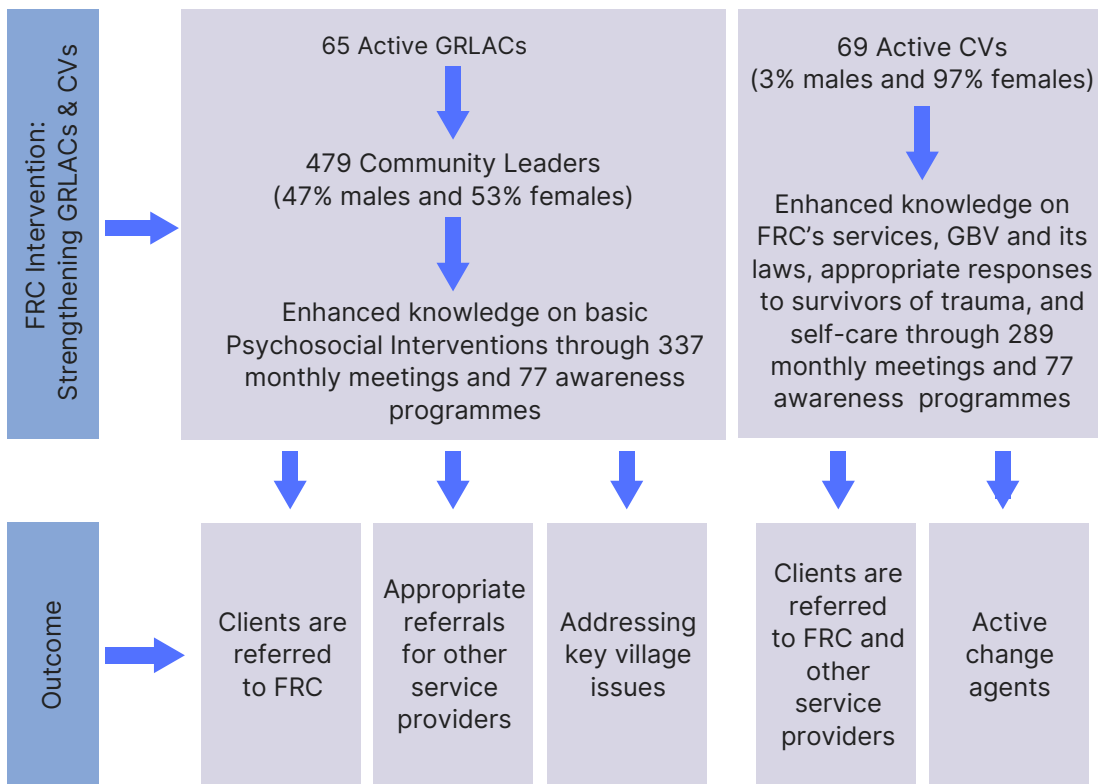 FRC Intervention:
Strengthening GRLACs & CVs
65 Active GRLACs
479 Community Leaders
(47% males and 53% females)
Enhanced knowledge on basic
Psychosocial Interventions through 337
monthly meetings and 77 awareness
programmes
69 Active CVs
(3% males and 97% females)
Enhanced knowledge on
FRC’s services, GBV and its
laws, appropriate responses
to survivors of trauma, and
self-care through 289
monthly meetings and 77
awareness programmes
Outcome
Clients are
referred
to FRC
Appropriate
referrals
for other
service
providers
Addressing
key village
issues
Clients are
referred
to FRC and
other
service
providers
Active
change
agents